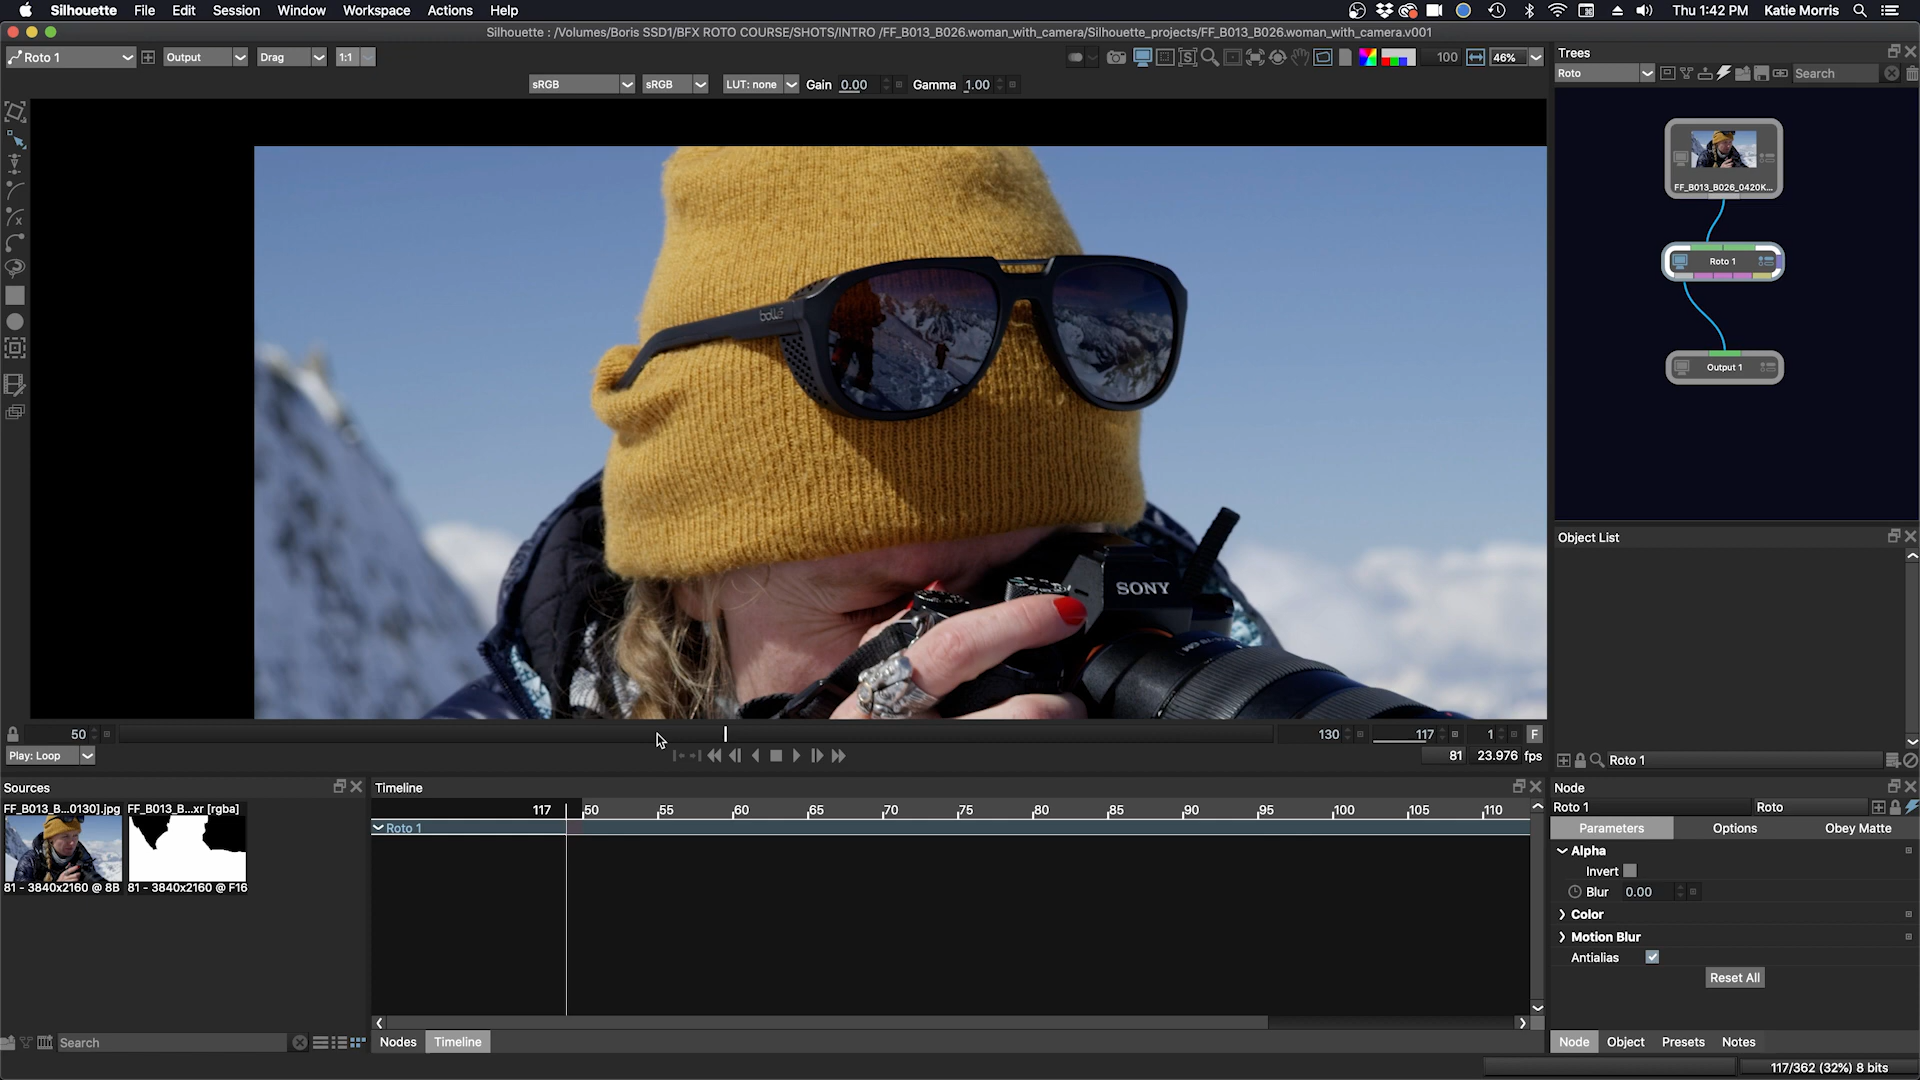 Silhouette File Edit Session Window Workspace Actions Help Thu 1:42 PM Katie Morris
Silhouette : /Volumes/Boris SSD1/BFX ROTO COURSE/SHOTS/INTRO /FF_B013_B026.woman_with_camera/Silhouette_projects/FF_B013_B026.woman_with_camera.v001
Roto 1 Output Drag 1:1 100 46%
sRGB sRGB LUT: none Gain 0.00 Gamma 1.00
Trees
Roto Search
FF_B013_B026_0420K...
Roto 1
Output 1
bollé
SONY
Object List
Roto 1
50 130 117 1 F
Play: Loop 81 23.976 fps
Sources
FF_B013_B...0130].jpg FF_B013_B...xr [rgba]
81 - 3840x2160 @ 8B 81 - 3840x2160 @ F16
Search
Timeline
117 50 55 60 65 70 75 80 85 90 95 100 105 110
Roto 1
Nodes Timeline
Node
Roto 1 Roto
Parameters Options Obey Matte
Alpha
Invert
Blur 0.00
Color
Motion Blur
Antialias
Reset All
Node Object Presets Notes
117/362 (32%) 8 bits